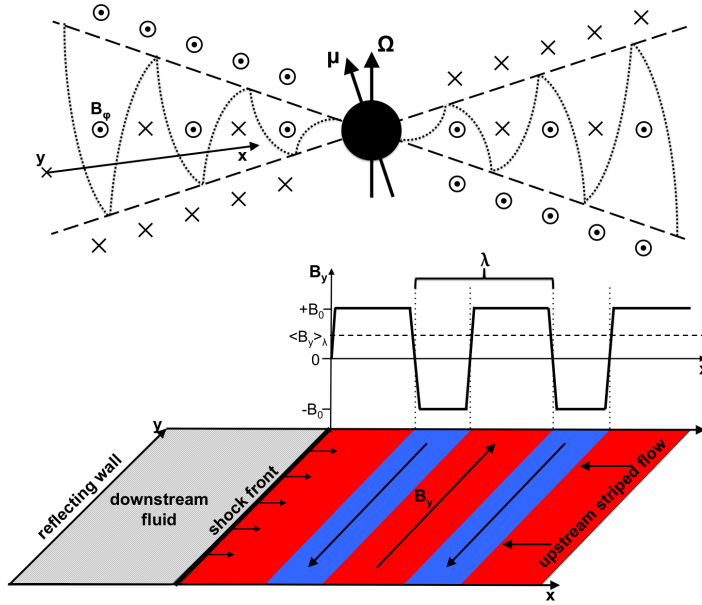 μ
Ω
B_φ
y
x
λ
B_y
+B_0
<B_y>_λ
0
-B_0
x
y
x
reflecting wall
downstream
fluid
shock front
B_y
upstream striped flow